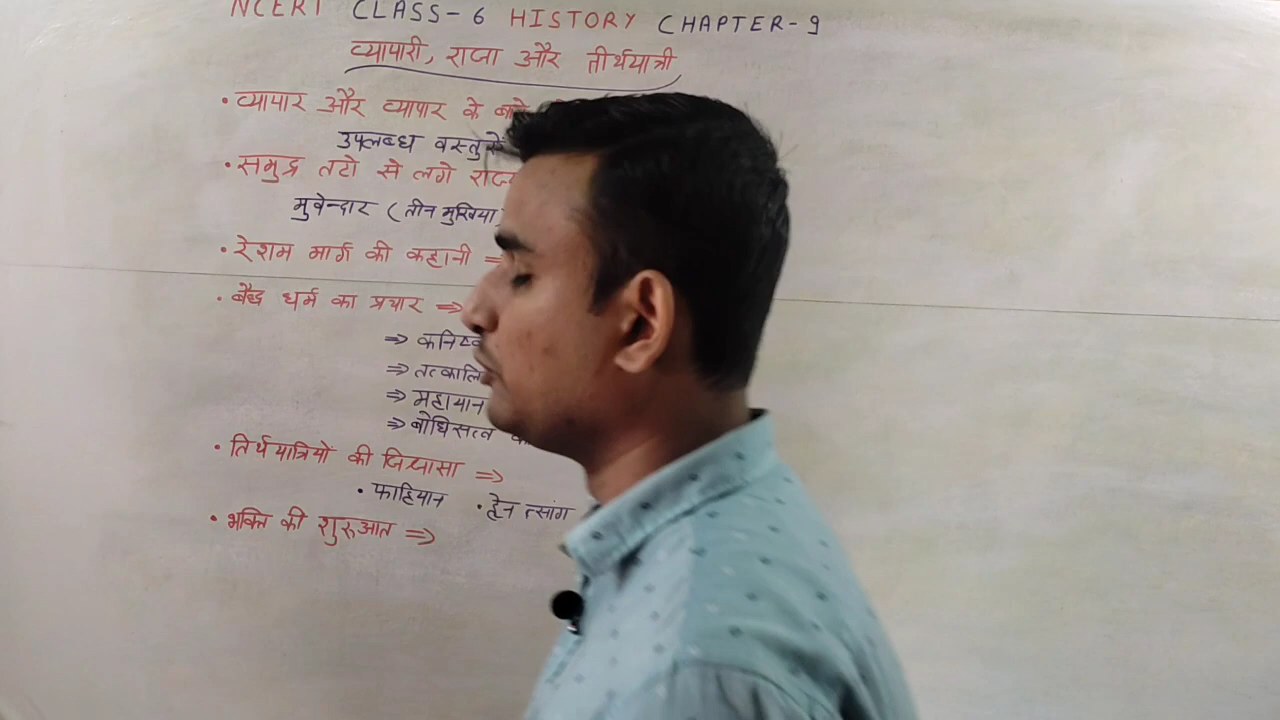 NCERT CLASS-6 HISTORY CHAPTER-9
व्यापारी, राजा और तीर्थयात्री
• व्यापार और व्यापार के बारे
उपलब्ध वस्तुएँ
• समुद्र तटो से लगे राज्य
मुवेन्दार (तीन मुखिया
• रेशम मार्ग की कहानी ⇒
• बौद्ध धर्म का प्रचार ⇒
⇒ कनिष्क
⇒ तत्कालि
⇒ महायान
⇒ बोधिसत्व
• तिर्थयात्रियों की जिज्ञासा ⇒
• फाहियान • ह्वेन त्सांग
• भक्ति की शुरूआत ⇒